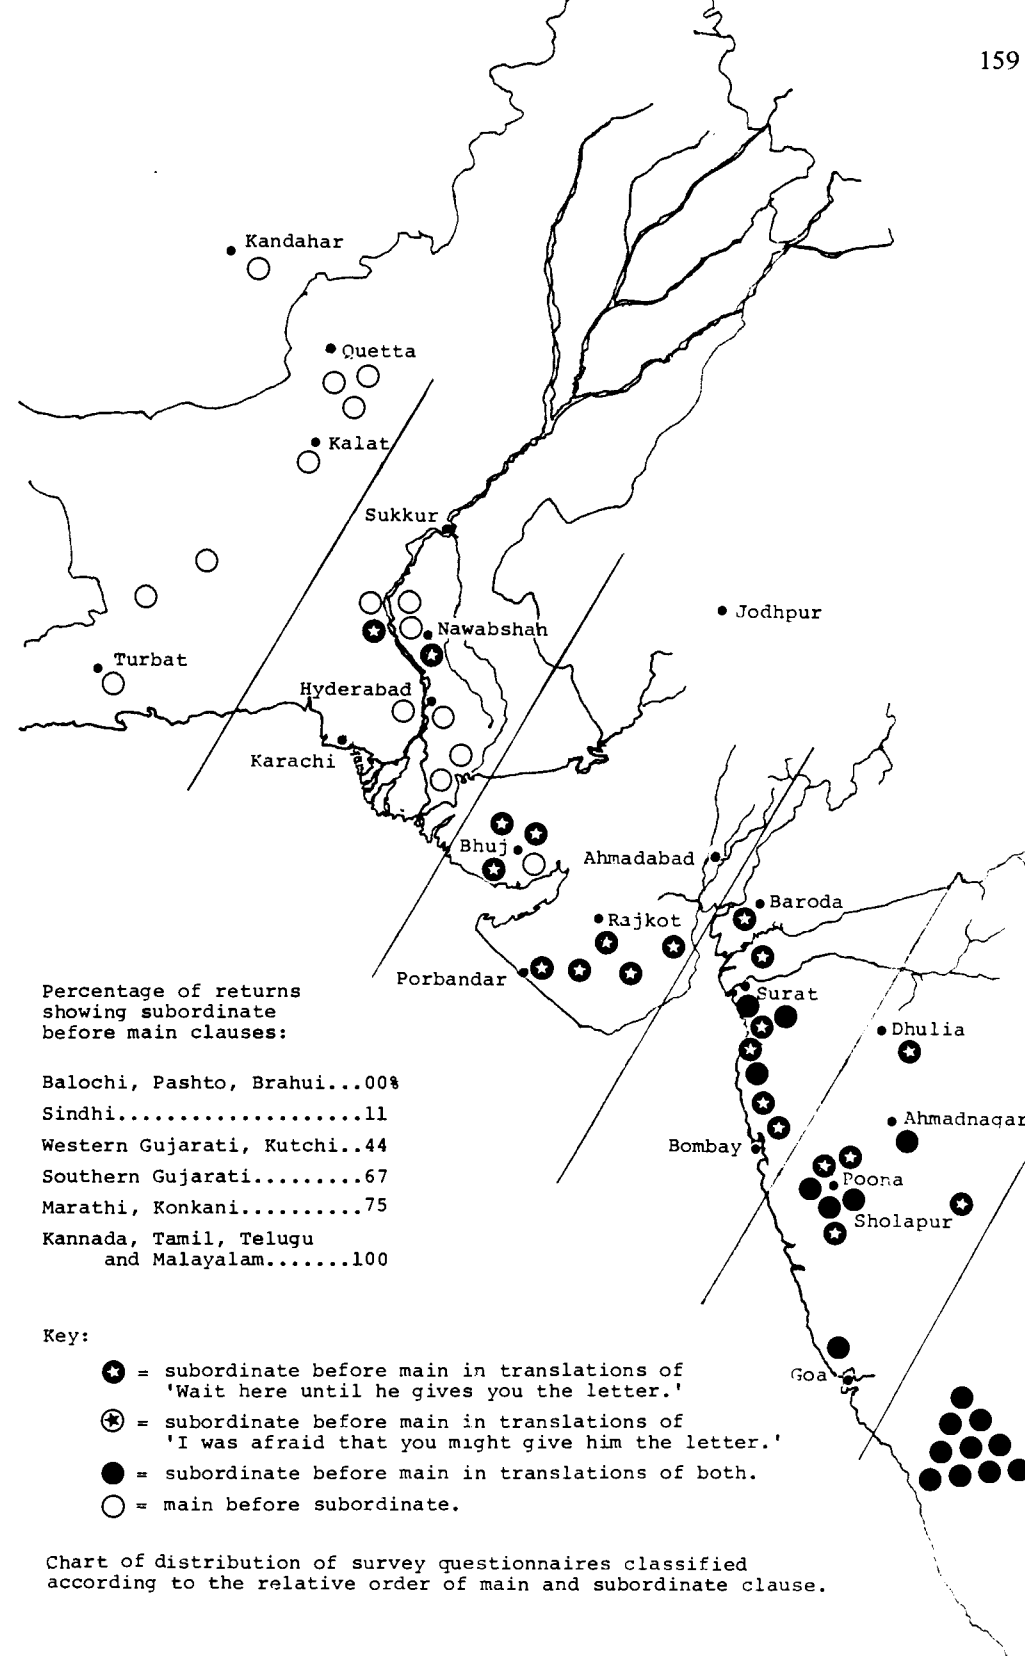 159
Kandahar
Quetta
Kalat
Sukkur
Jodhpur
Nawabshah
Turbat
Hyderabad
Karachi
Bhuj
Ahmadabad
Baroda
Rajkot
Porbandar
Surat
Dhulia
Ahmadnagar
Bombay
Poona
Sholapur
Goa
Percentage of returns
showing subordinate
before main clauses:
Balochi, Pashto, Brahui...00%
Sindhi....................11
Western Gujarati, Kutchi..44
Southern Gujarati.........67
Marathi, Konkani..........75
Kannada, Tamil, Telugu
and Malayalam.......100
Key:
= subordinate before main in translations of
'Wait here until he gives you the letter.'
= subordinate before main in translations of
'I was afraid that you might give him the letter.'
= subordinate before main in translations of both.
= main before subordinate.
Chart of distribution of survey questionnaires classified
according to the relative order of main and subordinate clause.